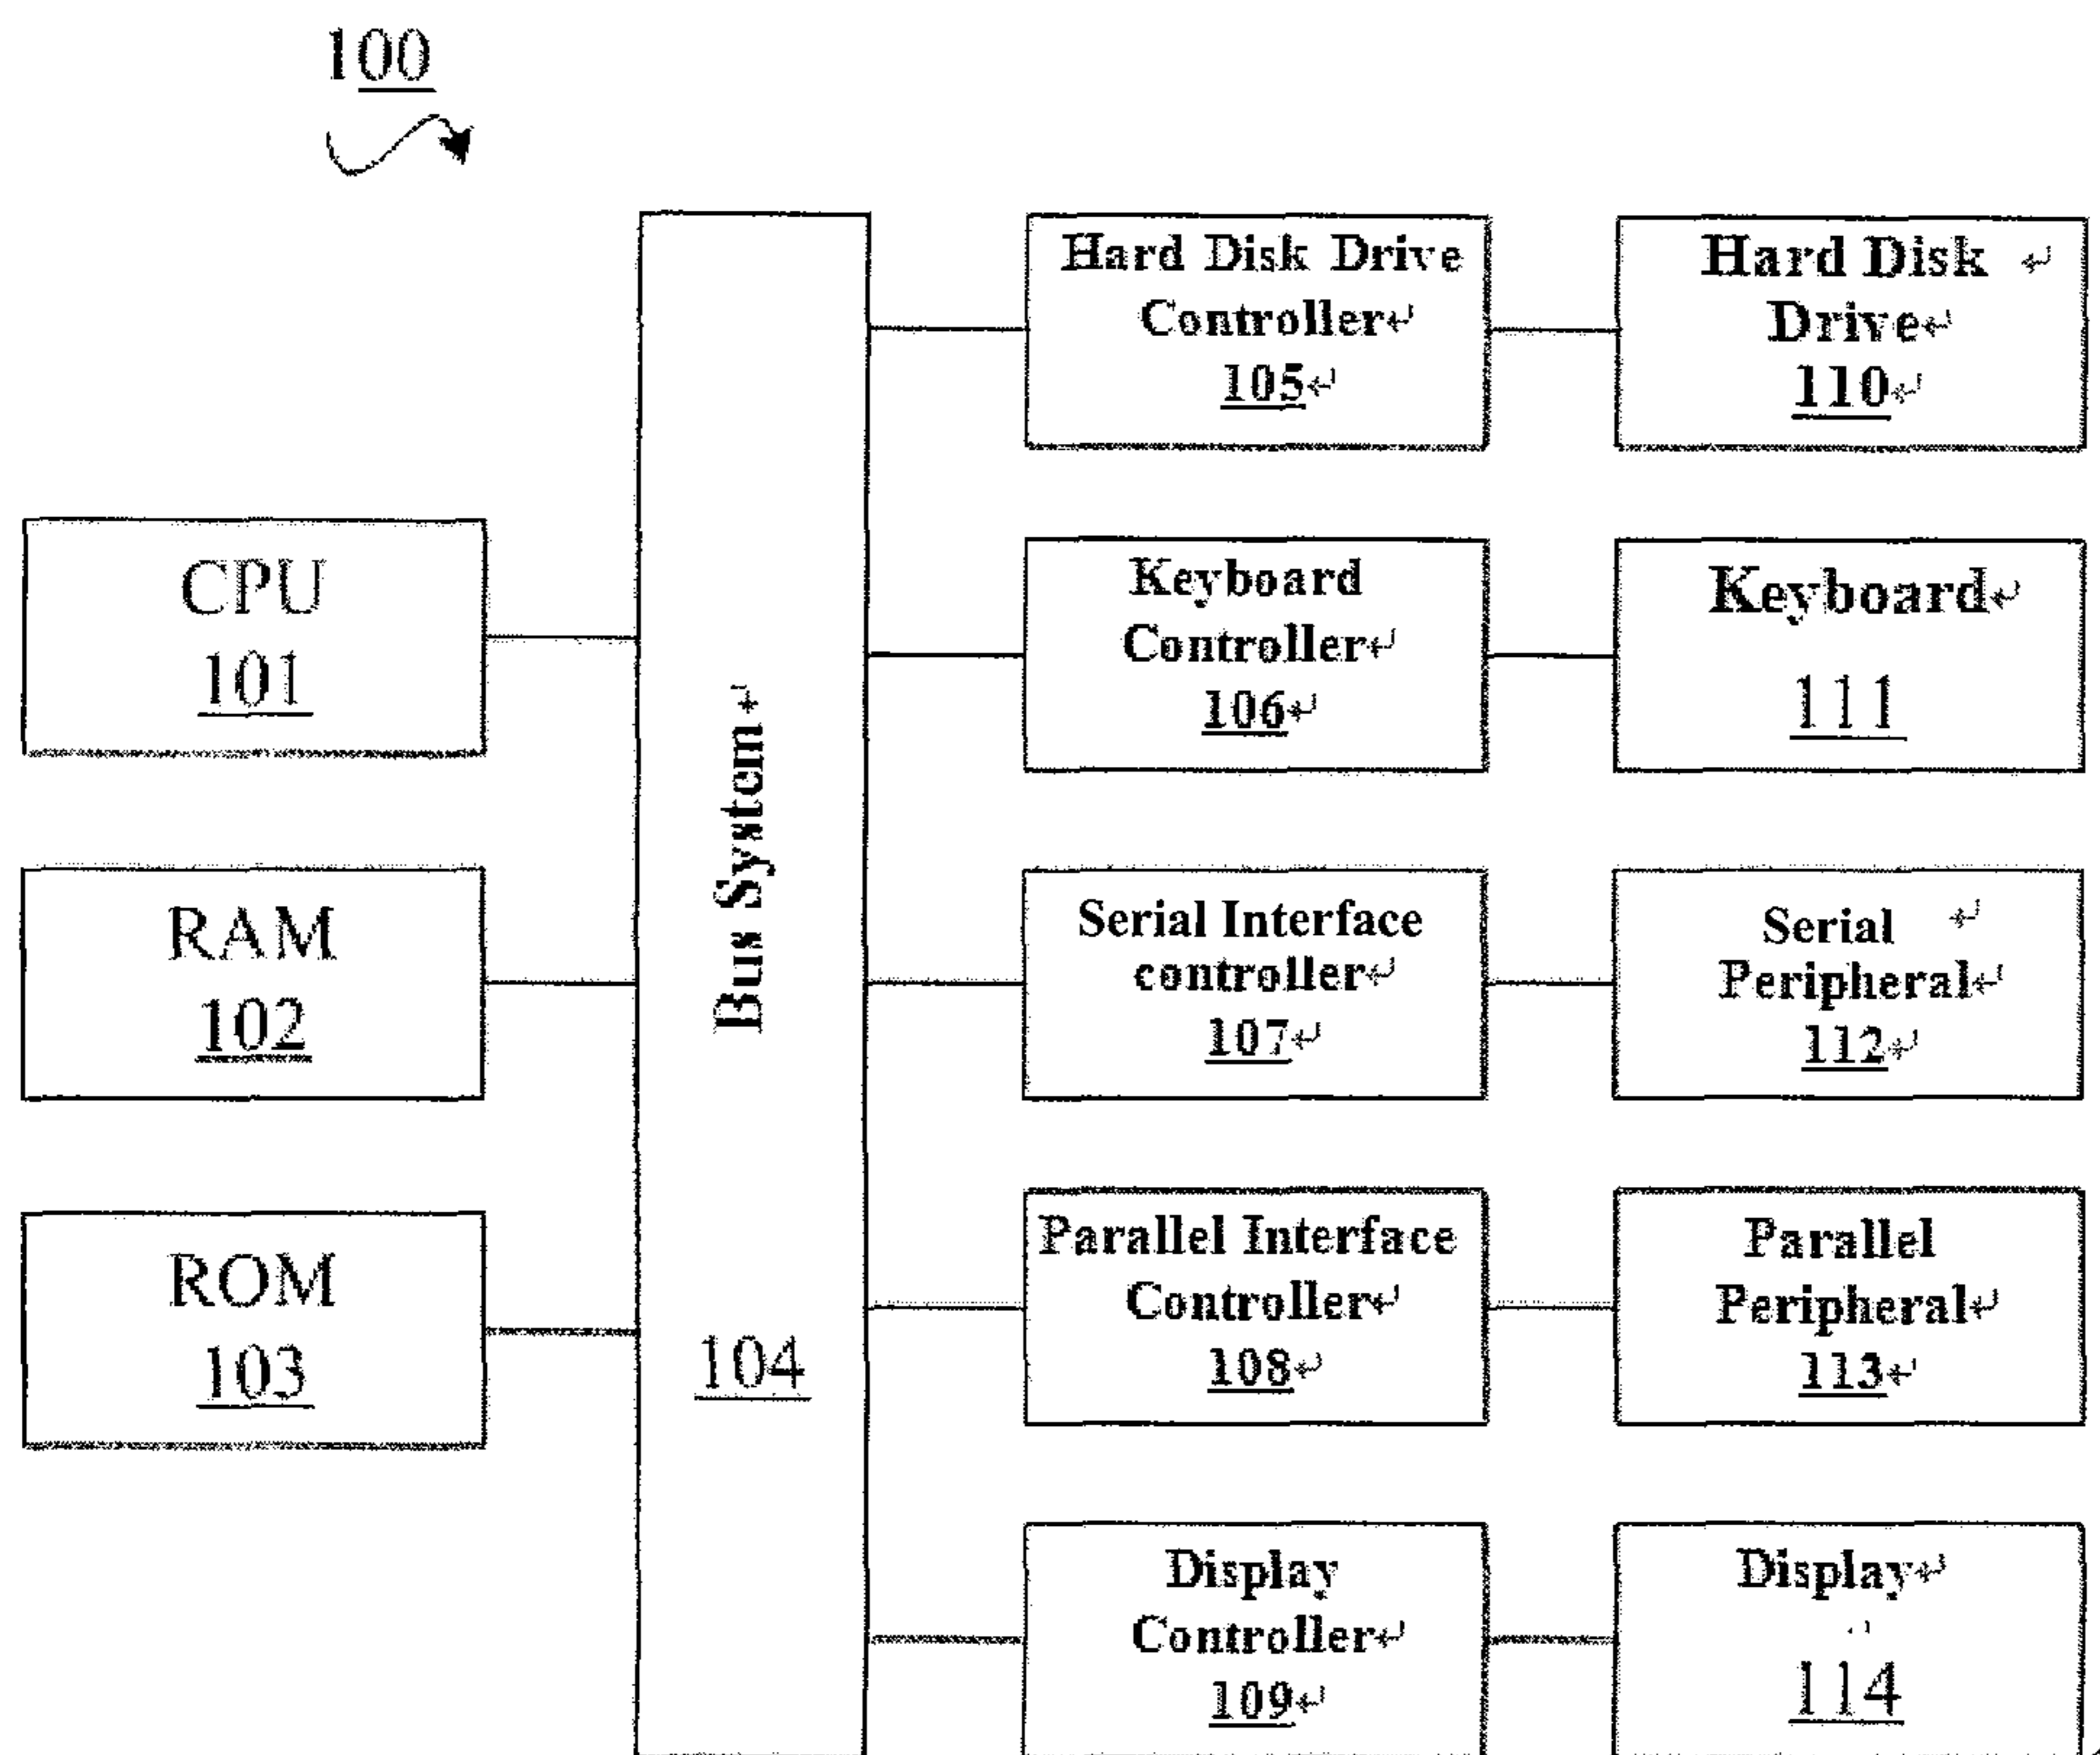 100
CPU
101
RAM
102
ROM
103
Bus System↵
104
Hard Disk Drive
Controller↵
105↵
Hard Disk ↵
Drive↵
110↵
Keyboard
Controller↵
106↵
Keyboard↵
111
Serial Interface
controller↵
107↵
Serial ↵
Peripheral↵
112↵
Parallel Interface
Controller↵
108↵
Parallel
Peripheral↵
113↵
Display
Controller↵
109↵
Display↵
114